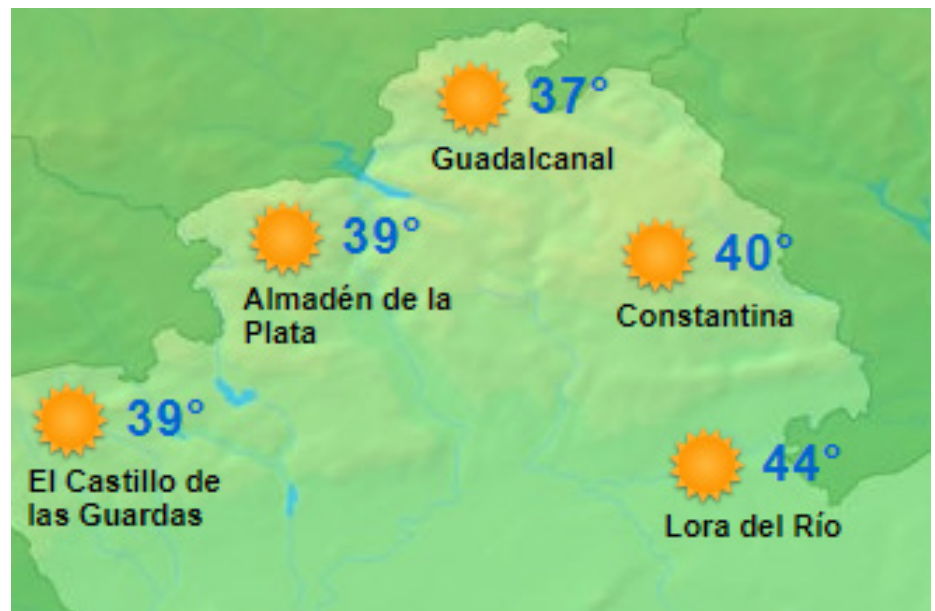 37°
Guadalcanal
39°
Almadén de la
Plata
40°
Constantina
39°
El Castillo de
las Guardas
44°
Lora del Río